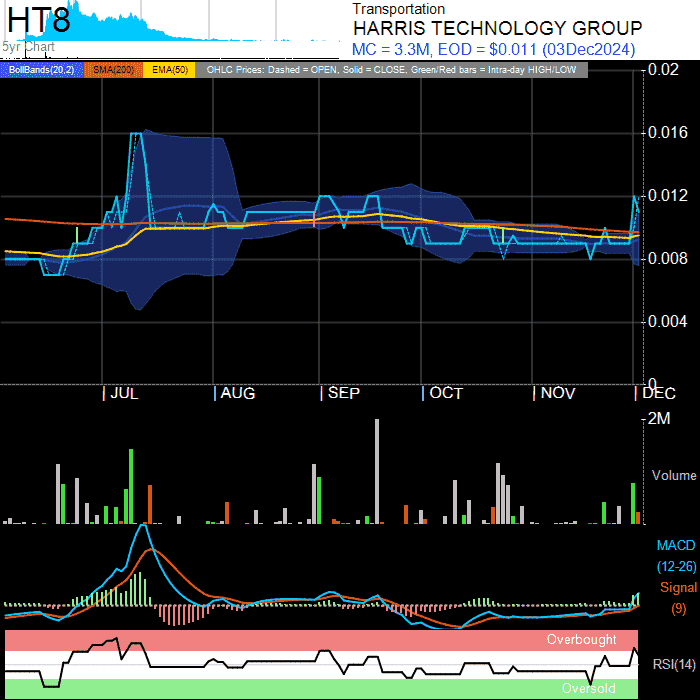 HT8
5yr Chart
Transportation
HARRIS TECHNOLOGY GROUP
MC = 3.3M, EOD = $0.011 (03Dec2024)
BollBands(20,2) SMA(200) EMA(50) OHLC Prices: Dashed = OPEN, Solid = CLOSE, Green/Red bars = Intra-day HIGH/LOW
0.02
0.016
0.012
0.008
0.004
0
| JUL | AUG | SEP | OCT | NOV | DEC
2M
Volume
MACD
(12-26)
Signal
(9)
Overbought
RSI(14)
Oversold